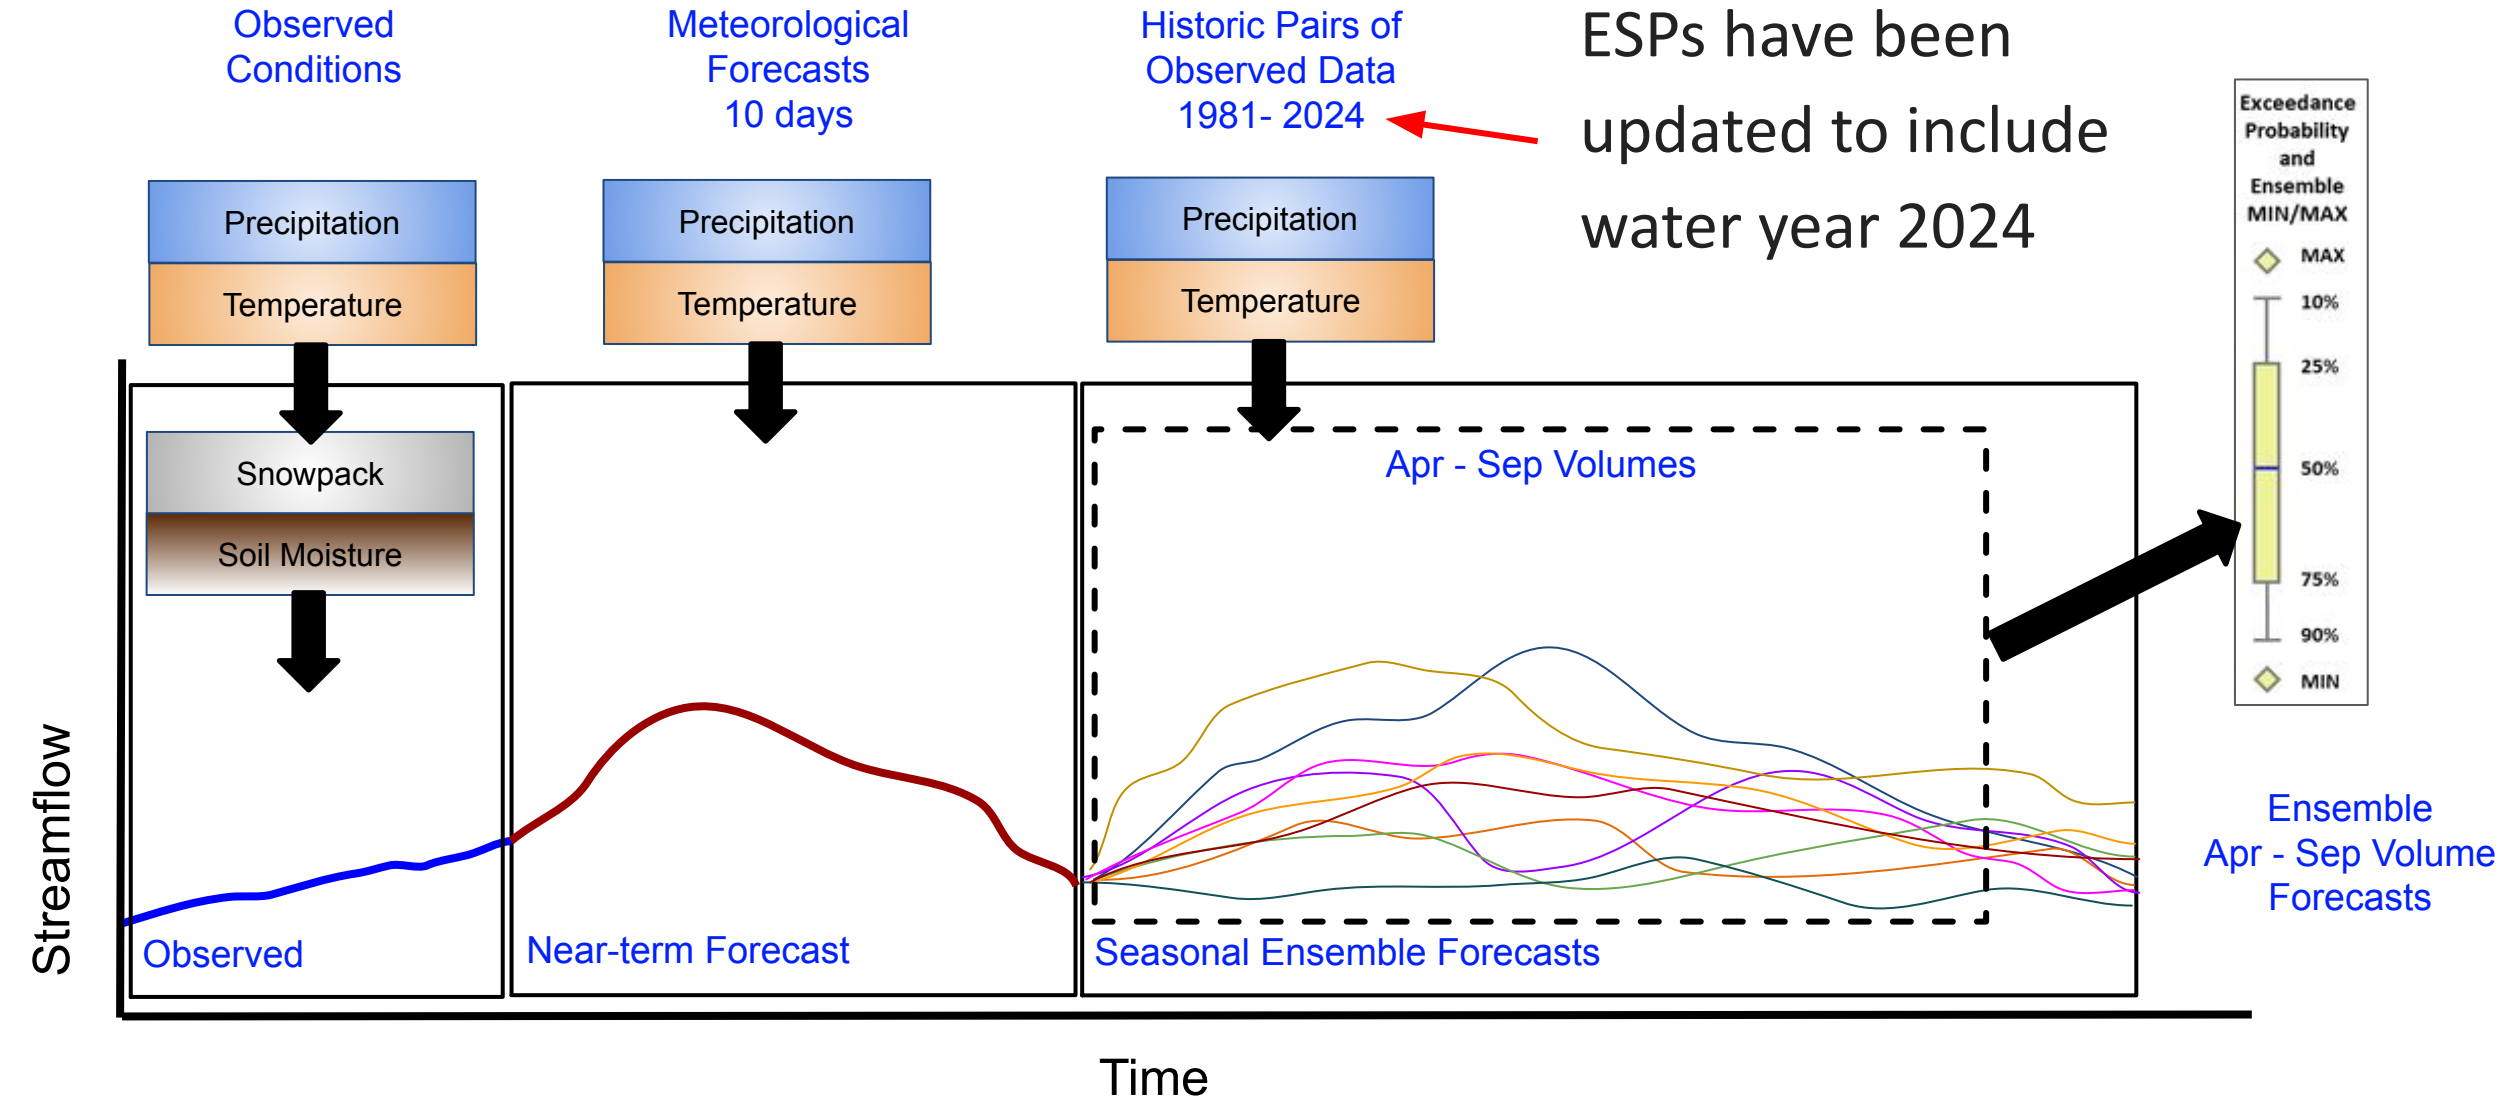 Observed
Conditions
Meteorological
Forecasts
10 days
Historic Pairs of
Observed Data
1981- 2024
ESPs have been
updated to include
water year 2024
Precipitation
Temperature
Precipitation
Temperature
Precipitation
Temperature
Snowpack
Soil Moisture
Apr - Sep Volumes
Exceedance
Probability
and
Ensemble
MIN/MAX
MAX
10%
25%
50%
75%
90%
MIN
Streamflow
Observed
Near-term Forecast
Seasonal Ensemble Forecasts
Ensemble
Apr - Sep Volume
Forecasts
Time